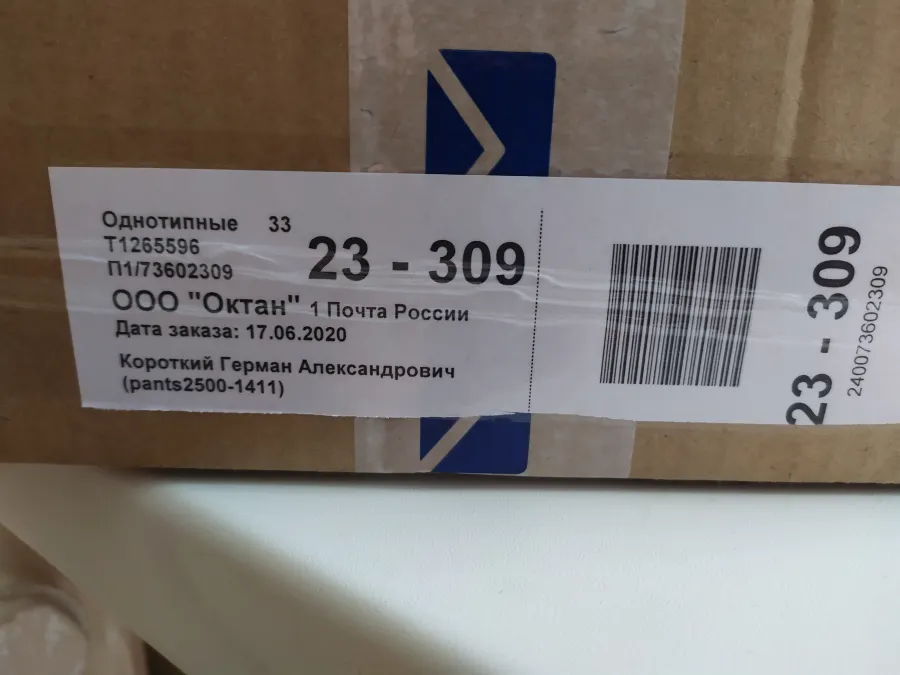 Однотипные 33
Т1265596
П1/73602309
23 - 309
ООО "Октан" 1 Почта России
Дата заказа: 17.06.2020
Короткий Герман Александрович
(pants2500-1411)
23 - 309
240073602309